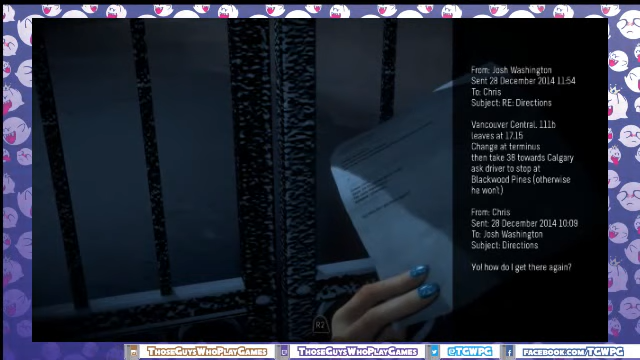 From: Josh Washington
Sent 28 December 2014 11:54
To: Chris
Subject: RE: Directions
Vancouver Central, 111b
leaves at 17.15
Change at terminus
then take 38 towards Calgary
ask driver to stop at
Blackwood Pines (otherwise
he won't)
From: Chris
Sent: 28 December 2014 10:09
To: Josh Washington
Subject: Directions
Yo! how do I get there again?
R2
ThoseGuysWhoPlayGames
ThoseGuysWhoPlayGames
@TGWPG
Facebook.com/TGWPG